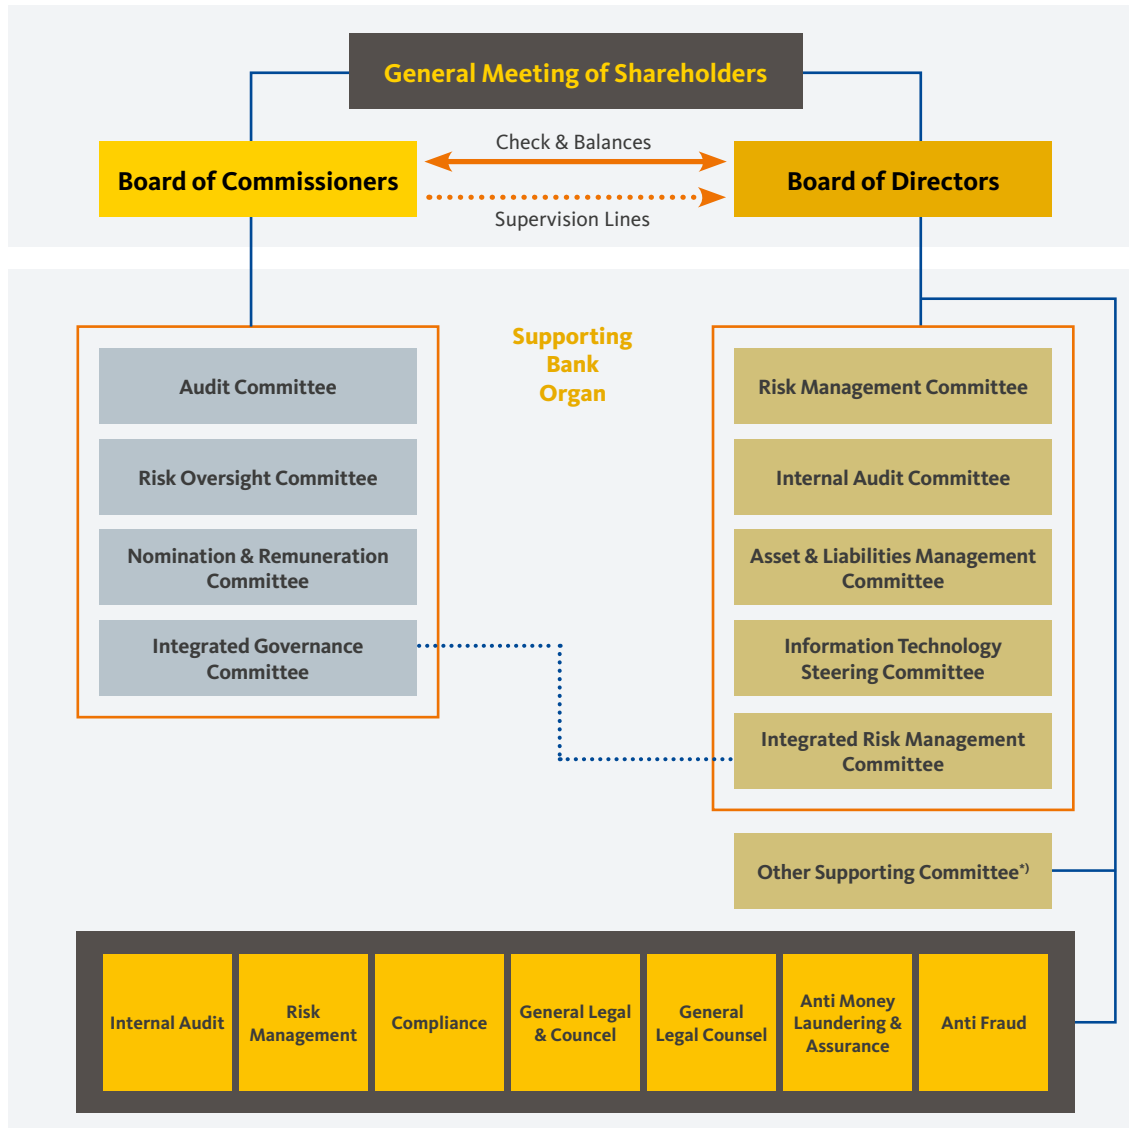 General Meeting of Shareholders
Check & Balances
Board of Commissioners
Board of Directors
Supervision Lines
Supporting
Bank
Organ
Audit Committee
Risk Oversight Committee
Nomination & Remuneration
Committee
Integrated Governance
Committee
Risk Management Committee
Internal Audit Committee
Asset & Liabilities Management
Committee
Information Technology
Steering Committee
Integrated Risk Management
Committee
Other Supporting Committee*)
Internal Audit
Risk
Management
Compliance
General Legal
& Councel
General
Legal Counsel
Anti Money
Laundering &
Assurance
Anti Fraud